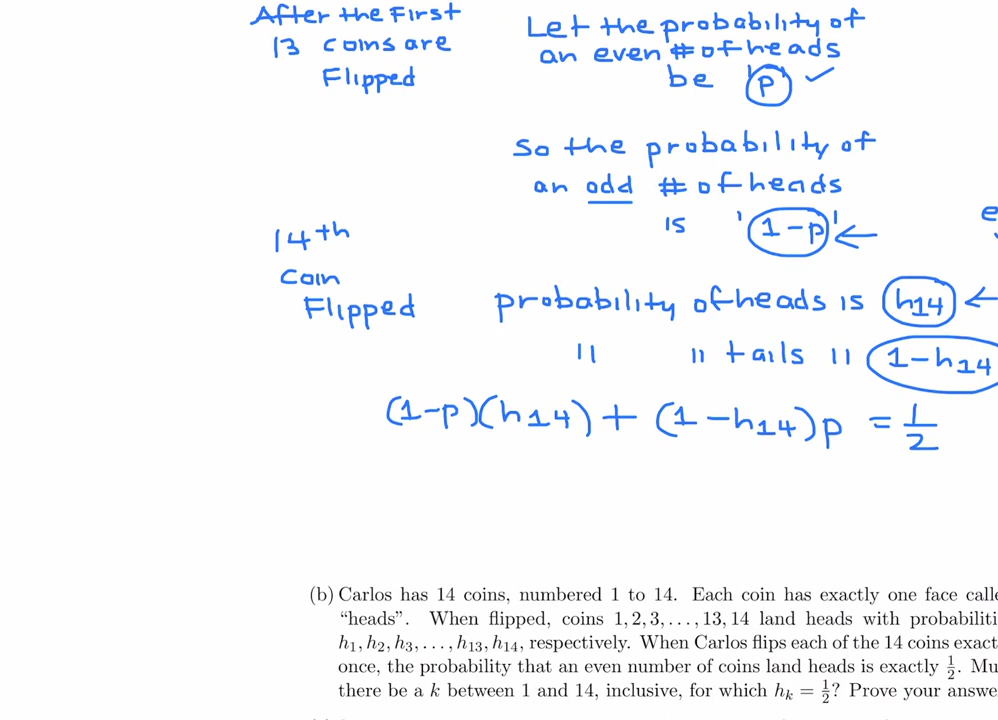 After the First
13 coins are
Flipped
Let the probability of
an even # of heads
be 'p' ✓
So the probability of
an odd # of heads
is '1-p' ←
14th
Coin
Flipped
probability of heads is h14 ←
" " tails " 1-h14
(1-p)(h14) + (1-h14)p = 1/2
(b) Carlos has 14 coins, numbered 1 to 14. Each coin has exactly one face calle
“heads”. When flipped, coins 1, 2, 3, . . . , 13, 14 land heads with probabiliti
h₁, h₂, h₃, . . . , h₁₃, h₁₄, respectively. When Carlos flips each of the 14 coins exact
once, the probability that an even number of coins land heads is exactly 1/2. Mu
there be a k between 1 and 14, inclusive, for which hₖ = 1/2? Prove your answe